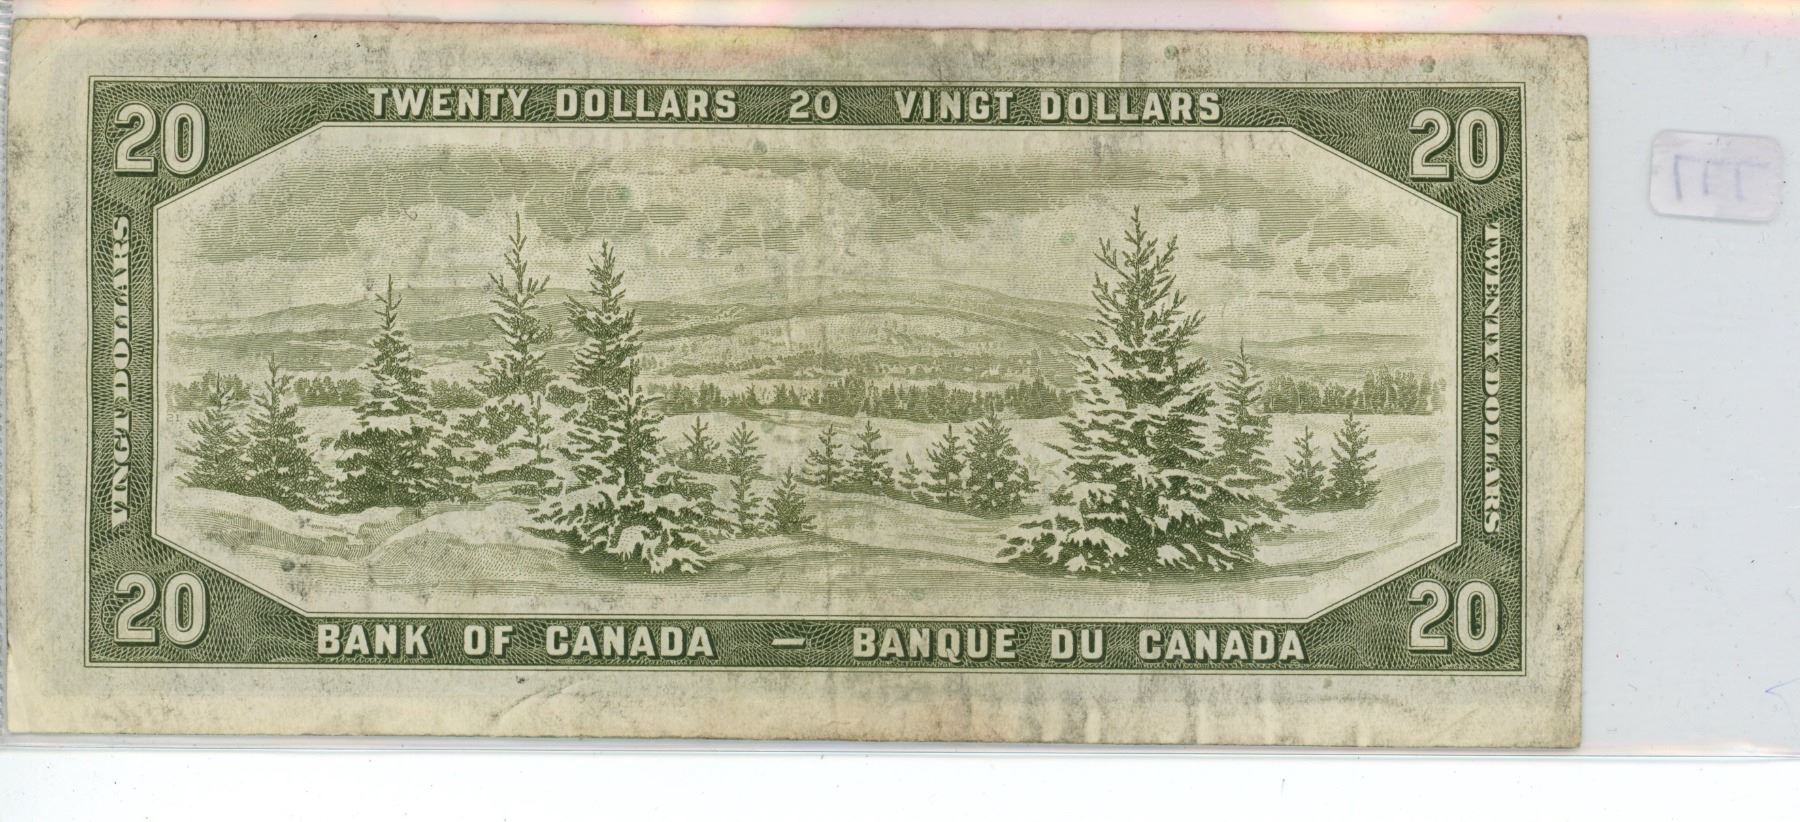 TWENTY DOLLARS 20 VINGT DOLLARS
20
20
VINGT DOLLARS
TWENTY DOLLARS
21
20
20
BANK OF CANADA — BANQUE DU CANADA